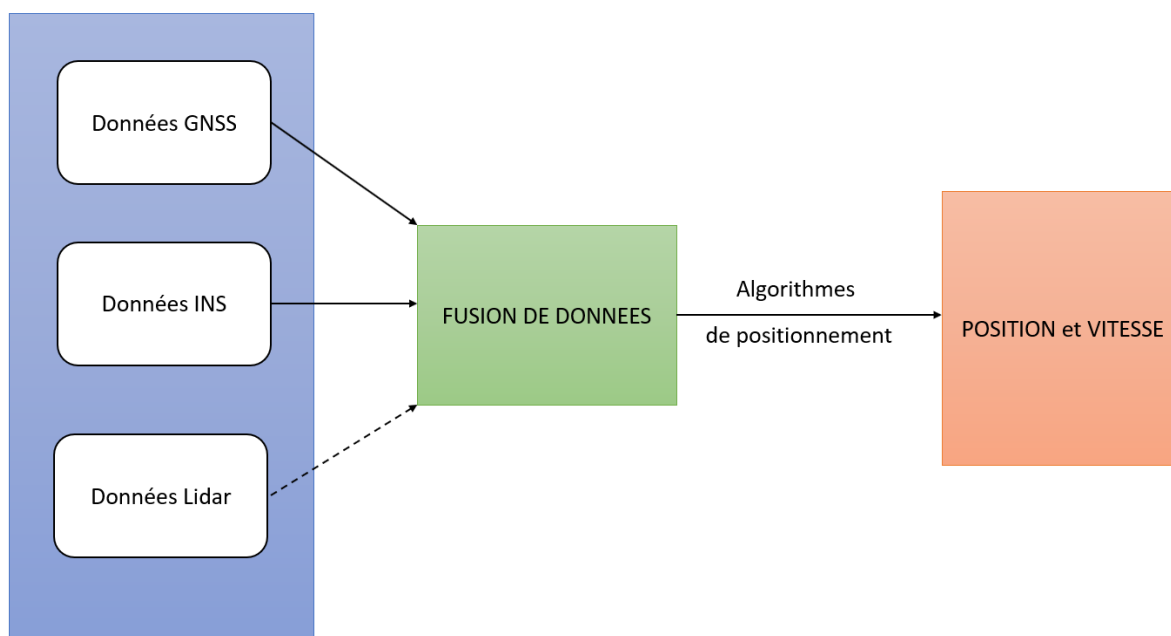 Données GNSS
Données INS
Données Lidar
FUSION DE DONNEES
Algorithmes
de positionnement
POSITION et VITESSE